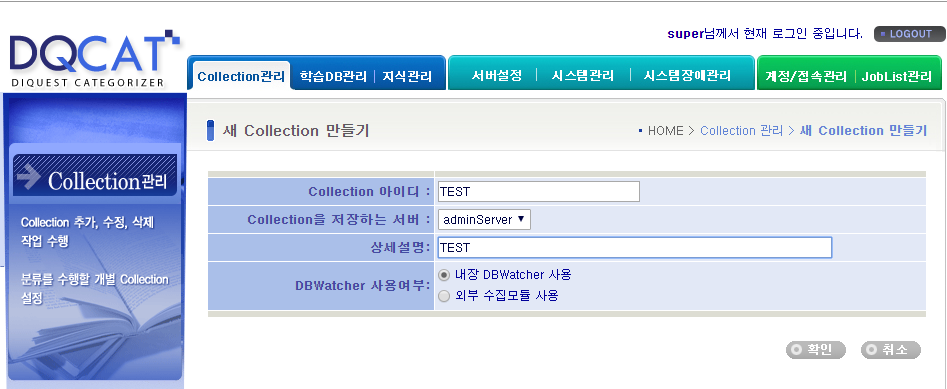 super님께서 현재 로그인 중입니다. LOGOUT
DQCAT
DIQUEST CATEGORIZER
Collection관리 학습DB관리 지식관리 서버설정 시스템관리 시스템장애관리 계정/접속관리 JobList관리
새 Collection 만들기
HOME > Collection 관리 > 새 Collection 만들기
Collection관리
Collection 추가, 수정, 삭제
작업 수행
분류를 수행할 개별 Collection
설정
Collection 아이디 : TEST
Collection을 저장하는 서버 : adminServer
상세설명: TEST
DBWatcher 사용여부: 내장 DBWatcher 사용
외부 수집모듈 사용
확인 취소